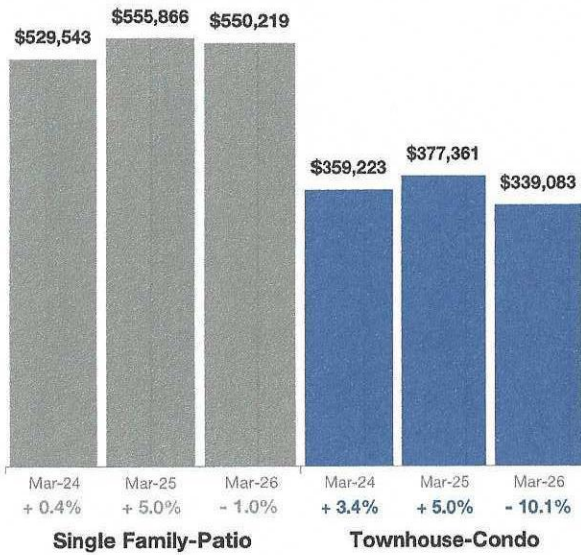 $529,543 $555,866 $550,219
$359,223 $377,361 $339,083
Mar-24 Mar-25 Mar-26 Mar-24 Mar-25 Mar-26
+ 0.4% + 5.0% - 1.0% + 3.4% + 5.0% - 10.1%
Single Family-Patio Townhouse-Condo